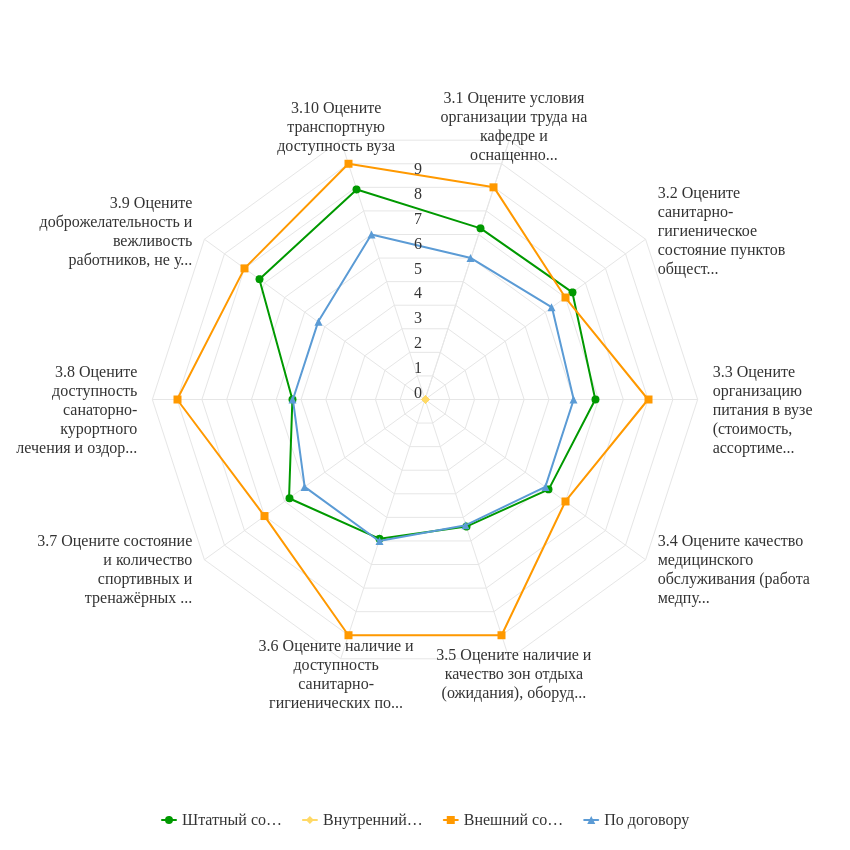 3.10 Оцените
транспортную
доступность вуза
3.1 Оцените условия
организации труда на
кафедре и
оснащенно...
3.2 Оцените
санитарно-
гигиеническое
состояние пунктов
общест...
3.3 Оцените
организацию
питания в вузе
(стоимость,
ассортиме...
3.4 Оцените качество
медицинского
обслуживания (работа
медпу...
3.5 Оцените наличие и
качество зон отдыха
(ожидания), оборуд...
3.6 Оцените наличие и
доступность
санитарно-
гигиенических по...
3.7 Оцените состояние
и количество
спортивных и
тренажёрных ...
3.8 Оцените
доступность
санаторно-
курортного
лечения и оздор...
3.9 Оцените
доброжелательность и
вежливость
работников, не у...
9
8
7
6
5
4
3
2
1
0
Штатный со… Внутренний… Внешний со… По договору